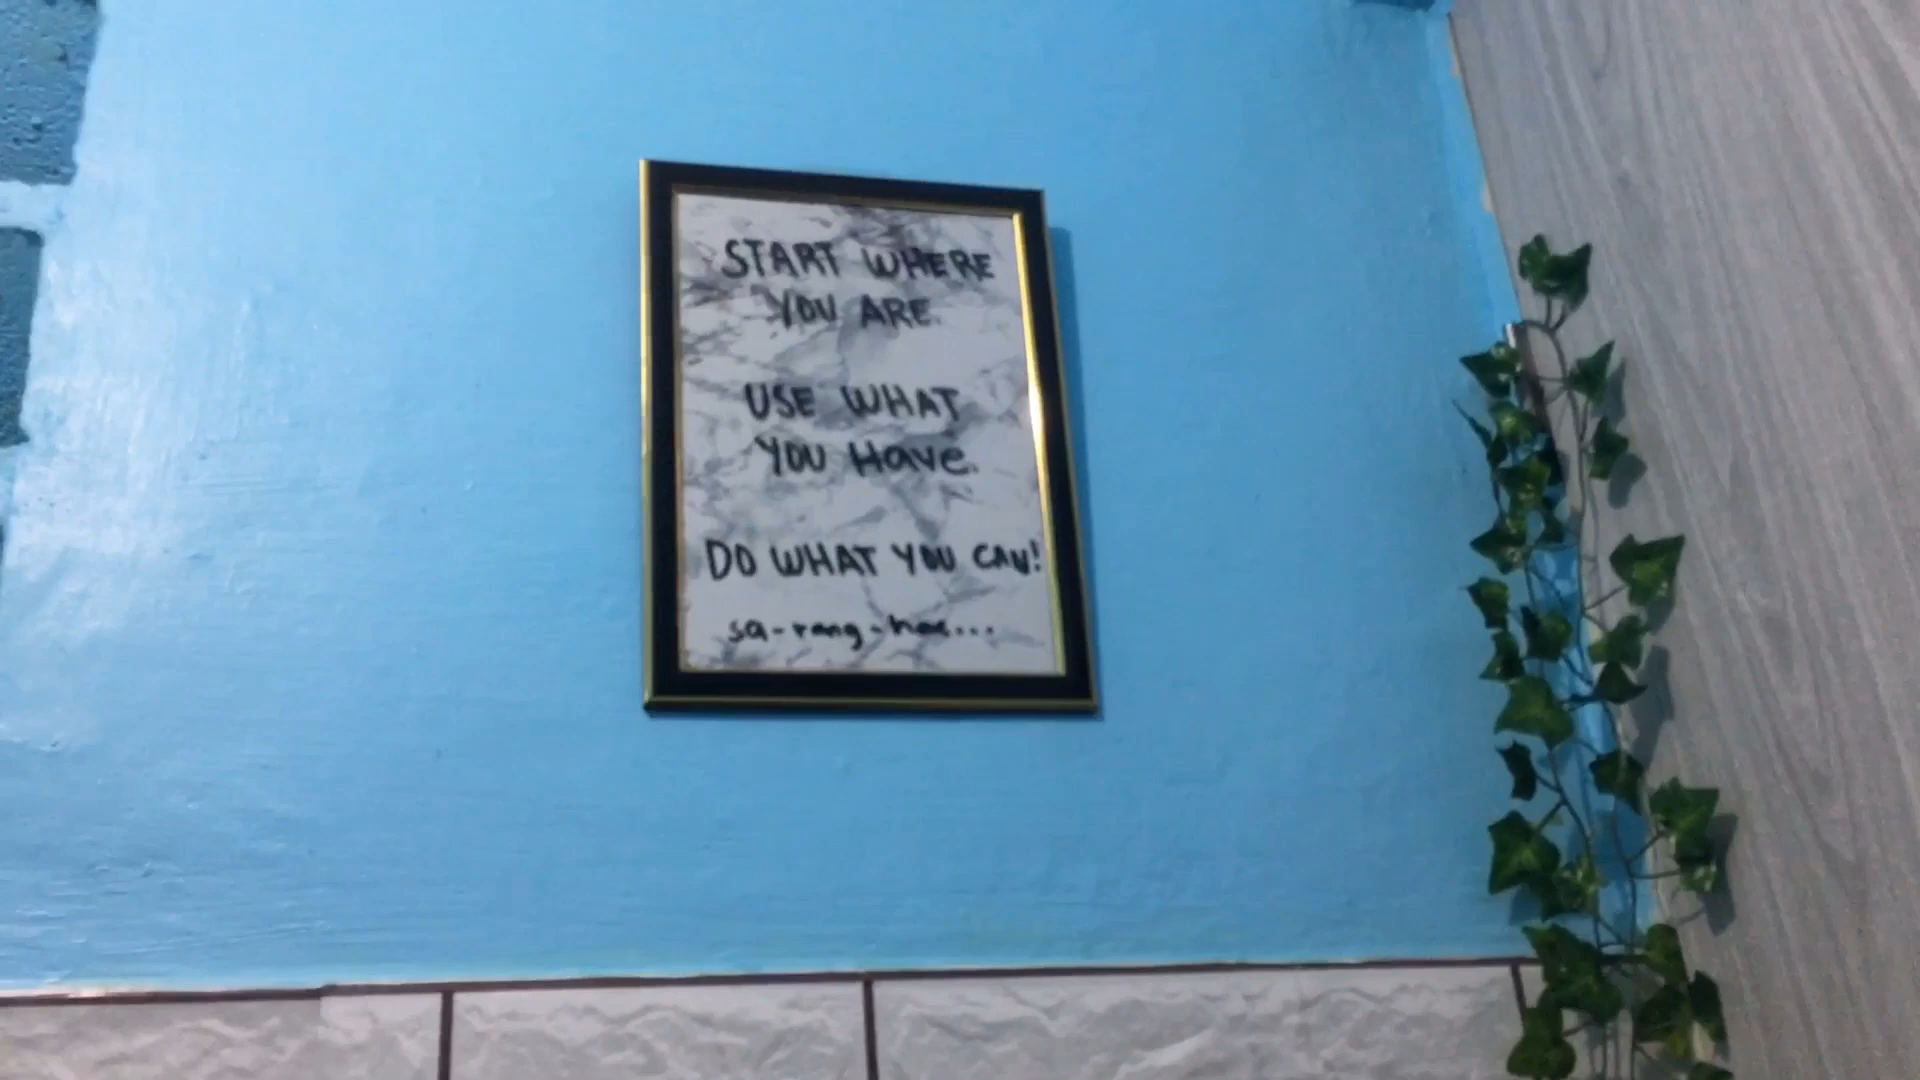 START WHERE
YOU ARE.
USE WHAT
YOU Have.
DO WHAT YOU CAN!
sa-rang-hae...